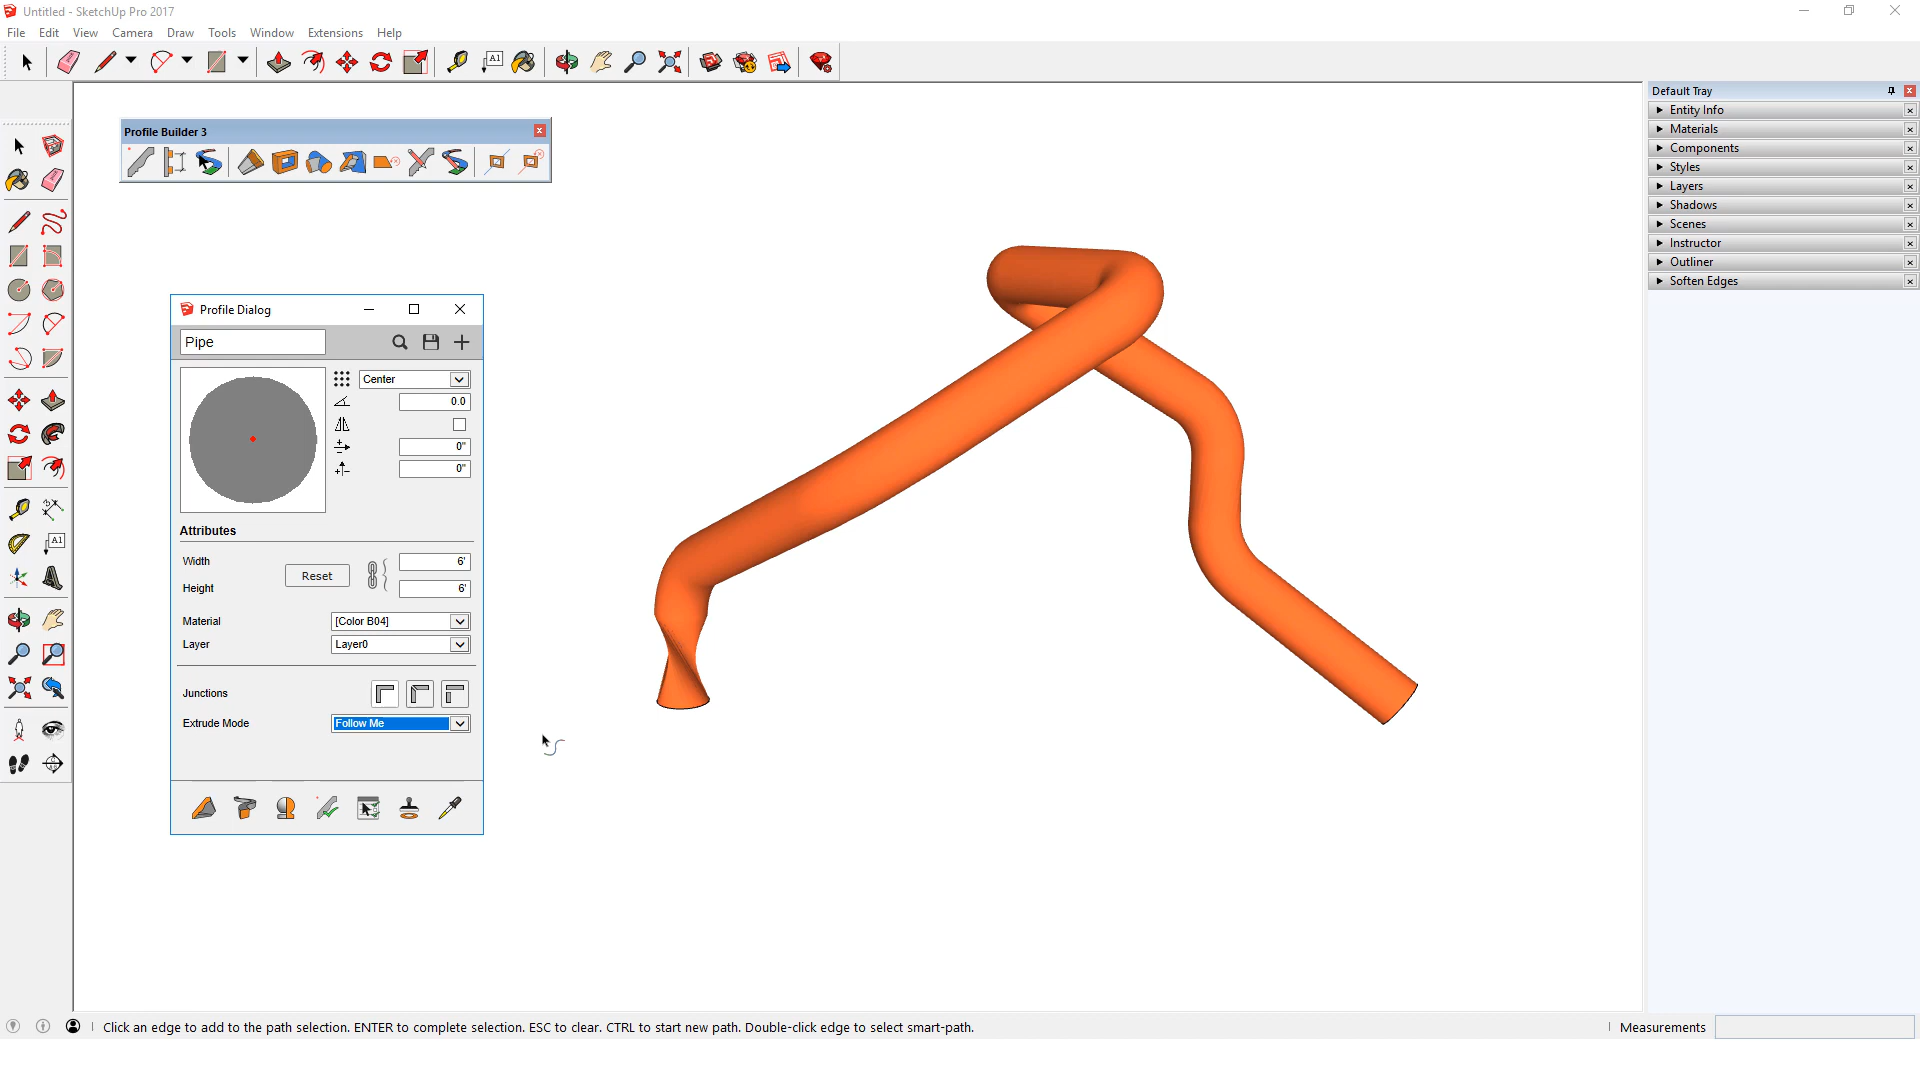 Untitled - SketchUp Pro 2017
File Edit View Camera Draw Tools Window Extensions Help
A1
Default Tray
Entity Info
Materials
Components
Styles
Layers
Shadows
Scenes
Instructor
Outliner
Soften Edges
Profile Builder 3
Profile Dialog
Pipe
Center
0.0
0"
0"
Attributes
Width 6'
Reset
Height 6'
Material [Color B04]
Layer Layer0
Junctions
Extrude Mode Follow Me
A1
Click an edge to add to the path selection. ENTER to complete selection. ESC to clear. CTRL to start new path. Double-click edge to select smart-path.
Measurements